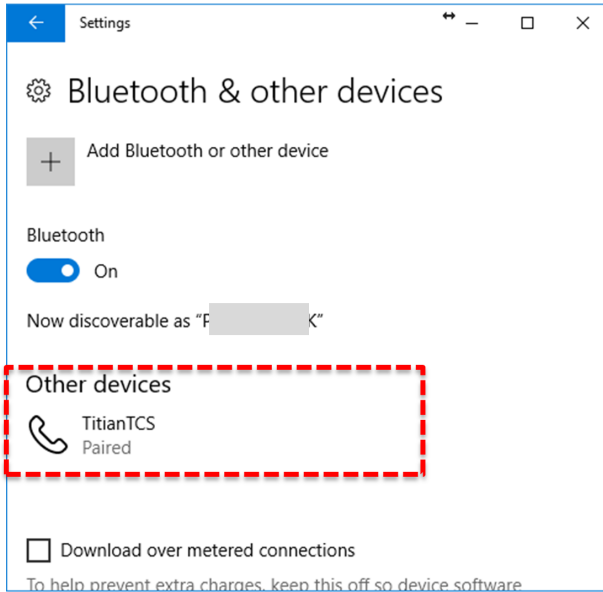 Settings
Bluetooth & other devices
Add Bluetooth or other device
Bluetooth
On
Now discoverable as “F K”
Other devices
TitianTCS
Paired
Download over metered connections
To help prevent extra charges, keep this off so device software